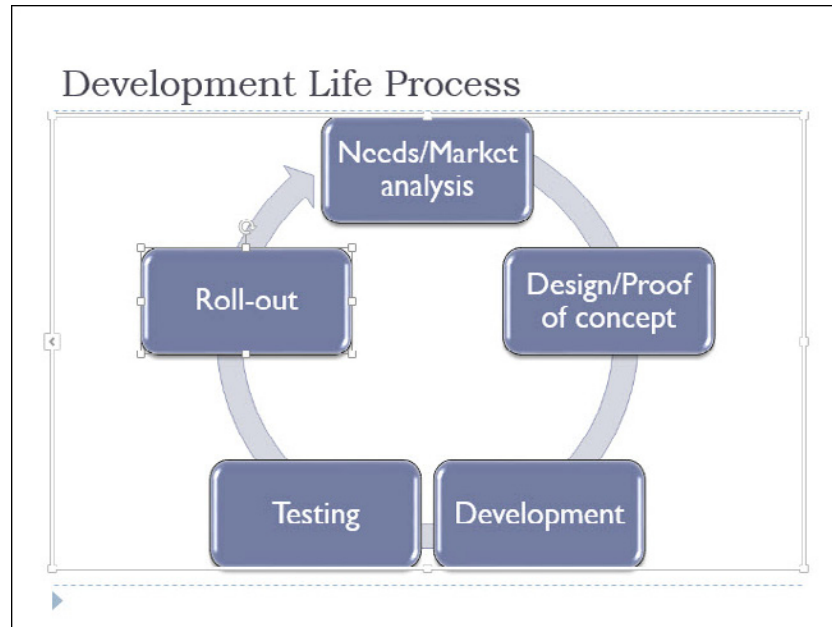 Development Life Process
Needs/Market
analysis
Design/Proof
of concept
Development
Testing
Roll-out